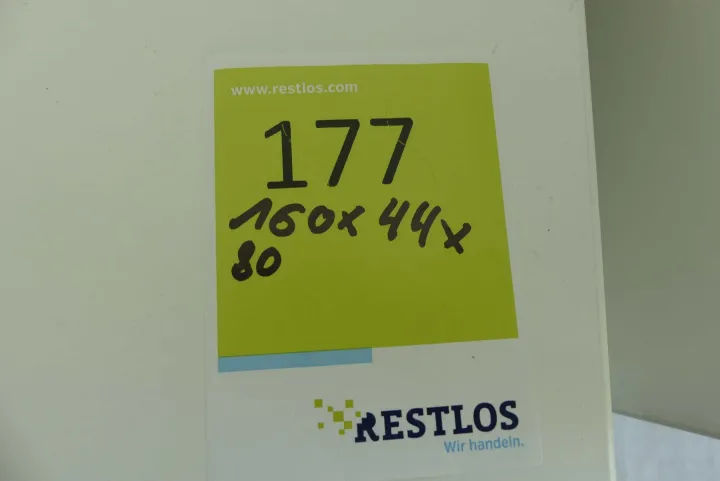 www.restlos.com
177
160x44x
80
RESTLOS
Wir handeln.